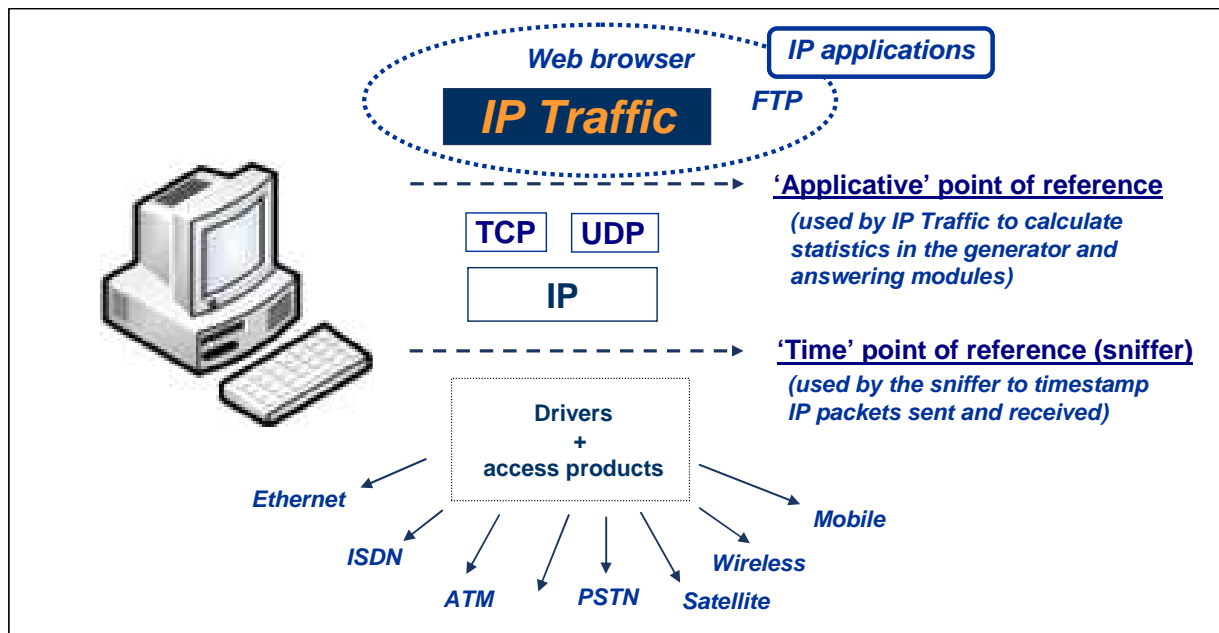 Web browser
IP applications
IP Traffic
FTP
‘Applicative’ point of reference
(used by IP Traffic to calculate
statistics in the generator and
answering modules)
TCP
UDP
IP
‘Time’ point of reference (sniffer)
(used by the sniffer to timestamp
IP packets sent and received)
Drivers
+
access products
Ethernet
Mobile
ISDN
Wireless
ATM
PSTN
Satellite